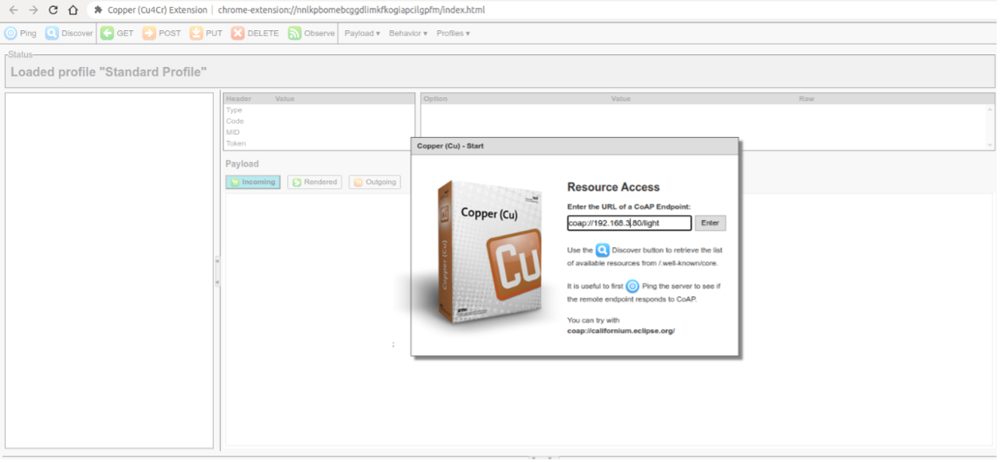 Copper (Cu4Cr) Extension | chrome-extension://nnlkpbomebcggdlimkfkogiapcilgpfm/index.html
Ping Discover GET POST PUT DELETE Observe Payload ▾ Behavior ▾ Profiles ▾
Status
Loaded profile "Standard Profile"
Header Value
Type
Code
MID
Token
Option Value Raw
Payload
Incoming Rendered Outgoing
;
Copper (Cu) - Start
Copper (Cu)
Cu
Copper (Cu)
Resource Access
Enter the URL of a CoAP Endpoint:
coap://192.168.3.80/light Enter
Use the Discover button to retrieve the list
of available resources from /.well-known/core.
It is useful to first Ping the server to see if
the remote endpoint responds to CoAP.
You can try with
coap://californium.eclipse.org/